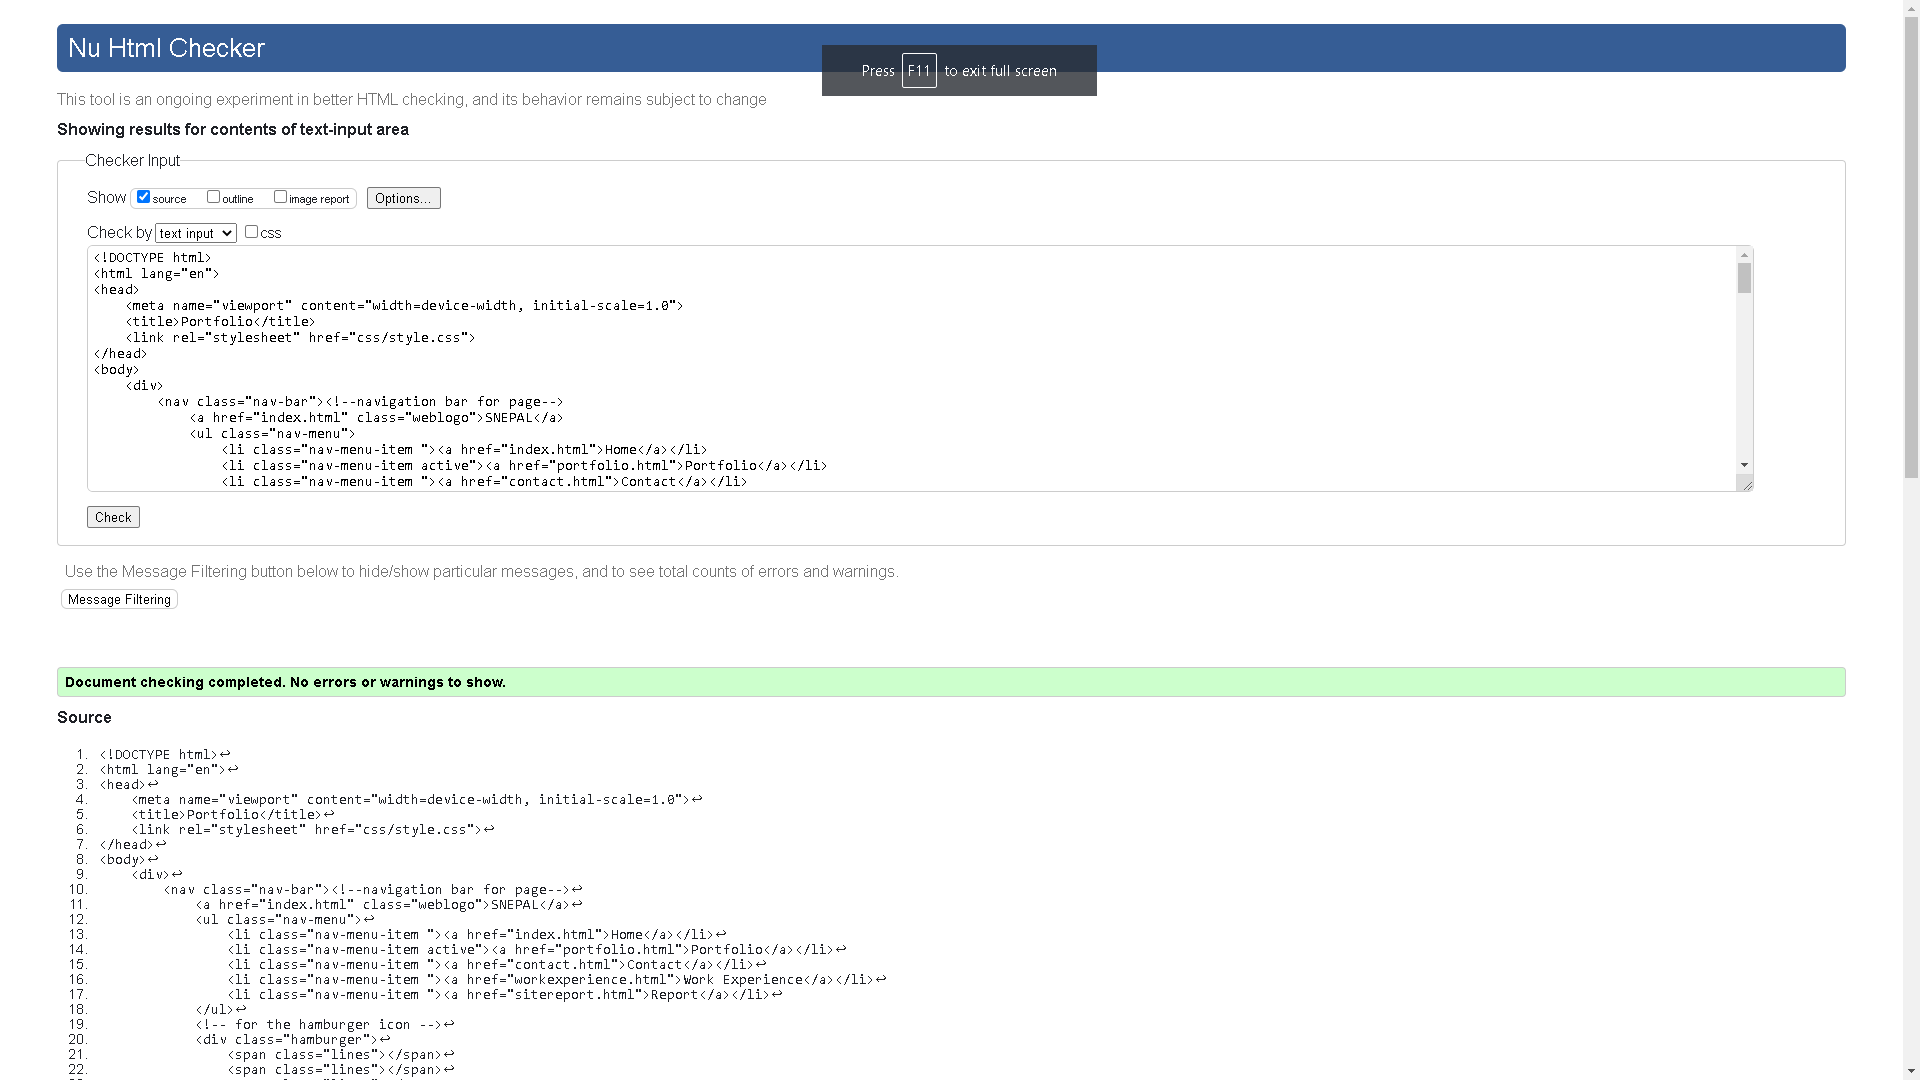 Nu Html Checker
Press F11 to exit full screen
This tool is an ongoing experiment in better HTML checking, and its behavior remains subject to change
Showing results for contents of text-input area
Checker Input
Show source outline image report Options...
Check by text input css
<!DOCTYPE html>
<html lang="en">
<head>
    <meta name="viewport" content="width=device-width, initial-scale=1.0">
    <title>Portfolio</title>
    <link rel="stylesheet" href="css/style.css">
</head>
<body>
    <div>
        <nav class="nav-bar"><!--navigation bar for page-->
            <a href="index.html" class="weblogo">SNEPAL</a>
            <ul class="nav-menu">
                <li class="nav-menu-item "><a href="index.html">Home</a></li>
                <li class="nav-menu-item active"><a href="portfolio.html">Portfolio</a></li>
                <li class="nav-menu-item "><a href="contact.html">Contact</a></li>
Check
Use the Message Filtering button below to hide/show particular messages, and to see total counts of errors and warnings.
Message Filtering
Document checking completed. No errors or warnings to show.
Source
1. <!DOCTYPE html>↩
2. <html lang="en">↩
3. <head>↩
4.     <meta name="viewport" content="width=device-width, initial-scale=1.0">↩
5.     <title>Portfolio</title>↩
6.     <link rel="stylesheet" href="css/style.css">↩
7. </head>↩
8. <body>↩
9.     <div>↩
10.         <nav class="nav-bar"><!--navigation bar for page-->↩
11.             <a href="index.html" class="weblogo">SNEPAL</a>↩
12.             <ul class="nav-menu">↩
13.                 <li class="nav-menu-item "><a href="index.html">Home</a></li>↩
14.                 <li class="nav-menu-item active"><a href="portfolio.html">Portfolio</a></li>↩
15.                 <li class="nav-menu-item "><a href="contact.html">Contact</a></li>↩
16.                 <li class="nav-menu-item "><a href="workexperience.html">Work Experience</a></li>↩
17.                 <li class="nav-menu-item "><a href="sitereport.html">Report</a></li>↩
18.             </ul>↩
19.             <!-- for the hamburger icon -->↩
20.             <div class="hamburger">↩
21.                 <span class="lines"></span>↩
22.                 <span class="lines"></span>↩